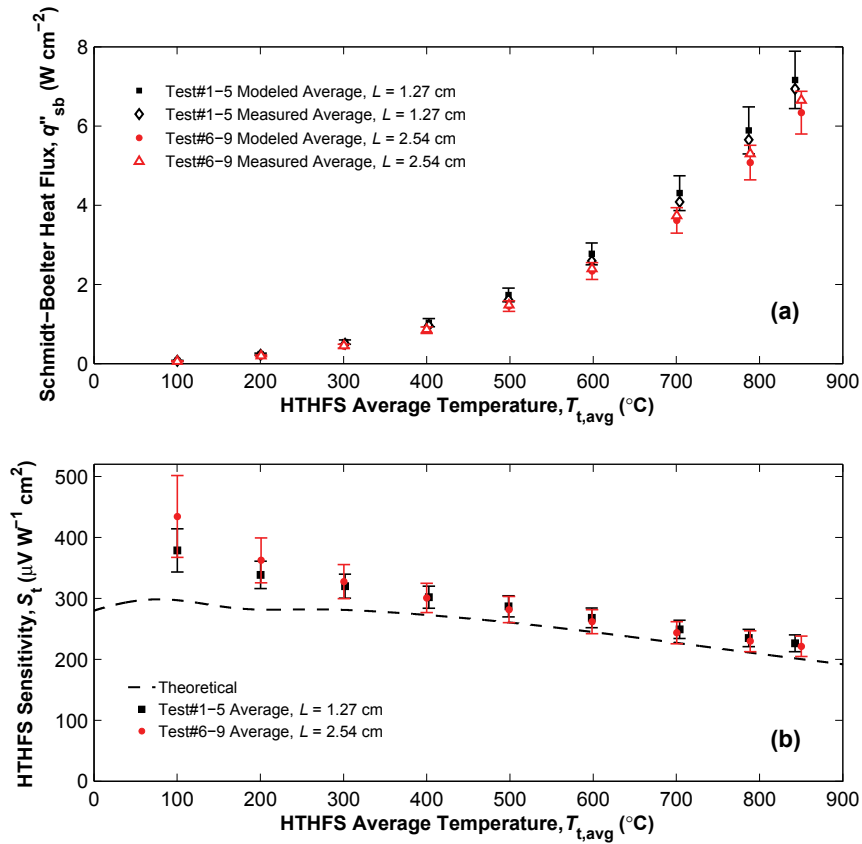 8
6
4
2
0
Schmidt−Boelter Heat Flux, q''sb (W cm−2)
Test#1−5 Modeled Average, L = 1.27 cm
Test#1−5 Measured Average, L = 1.27 cm
Test#6−9 Modeled Average, L = 2.54 cm
Test#6−9 Measured Average, L = 2.54 cm
(a)
0 100 200 300 400 500 600 700 800 900
HTHFS Average Temperature, Tt,avg (°C)
500
400
300
200
100
0
HTHFS Sensitivity, St (μV W−1 cm2)
Theoretical
Test#1−5 Average, L = 1.27 cm
Test#6−9 Average, L = 2.54 cm
(b)
0 100 200 300 400 500 600 700 800 900
HTHFS Average Temperature, Tt,avg (°C)